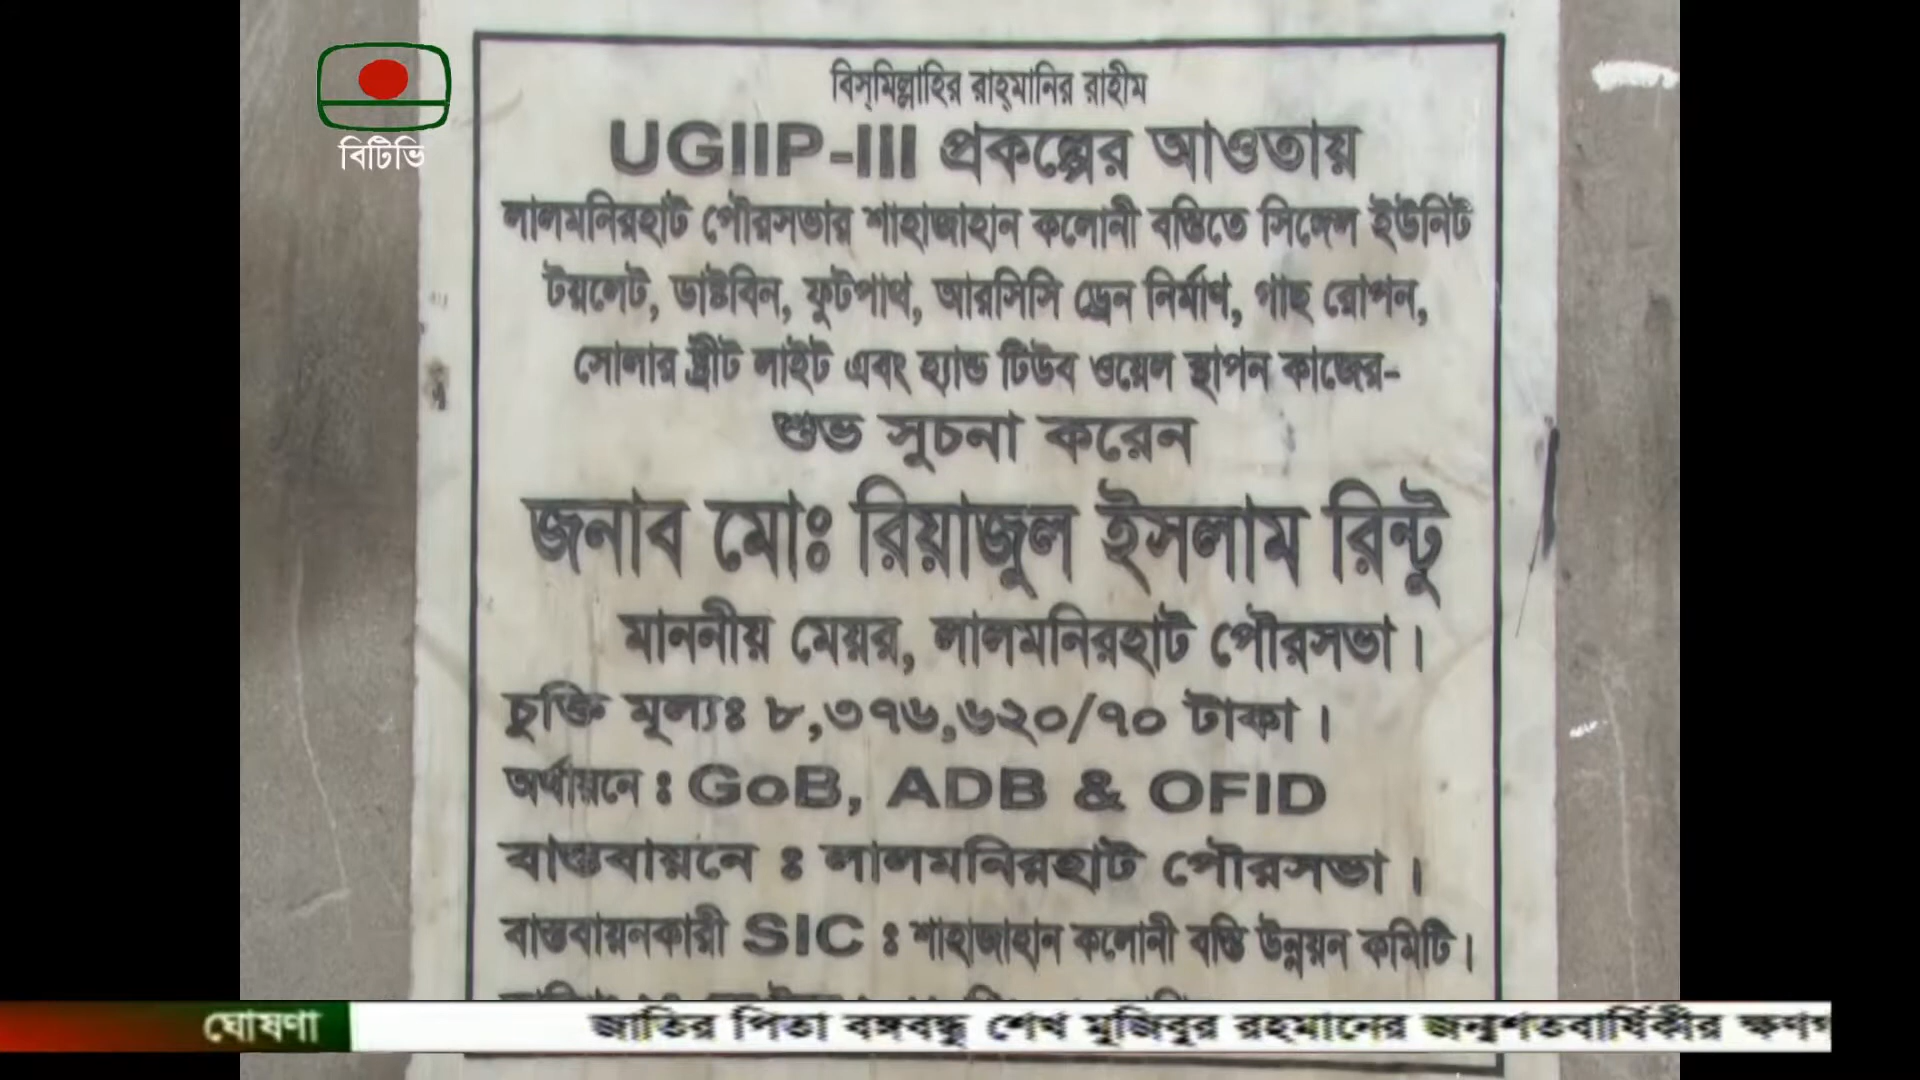 বিটিভি
বিস্‌মিল্লাহির রাহ্‌মানির রাহীম
UGIIP-III প্রকল্পের আওতায়
লালমনিরহাট পৌরসভার শাহাজাহান কলোনী বস্তিতে সিঙ্গেল ইউনিট
টয়লেট, ডাষ্টবিন, ফুটপাথ, আরসিসি ড্রেন নির্মাণ, গাছ রোপন,
সোলার ষ্ট্রীট লাইট এবং হ্যান্ড টিউব ওয়েল স্থাপন কাজের-
শুভ সুচনা করেন
জনাব মোঃ রিয়াজুল ইসলাম রিন্টু
মাননীয় মেয়র, লালমনিরহাট পৌরসভা।
চুক্তি মূল্যঃ ৮,৩৭৬,৬২০/৭০ টাকা।
অর্থায়নে ঃ GoB, ADB & OFID
বাস্তবায়নে ঃ লালমনিরহাট পৌরসভা।
বাস্তবায়নকারী SIC ঃ শাহাজাহান কলোনী বস্তি উন্নয়ন কমিটি।
ঘোষণা জাতির পিতা বঙ্গবন্ধু শেখ মুজিবুর রহমানের জন্মশতবার্ষিকীর